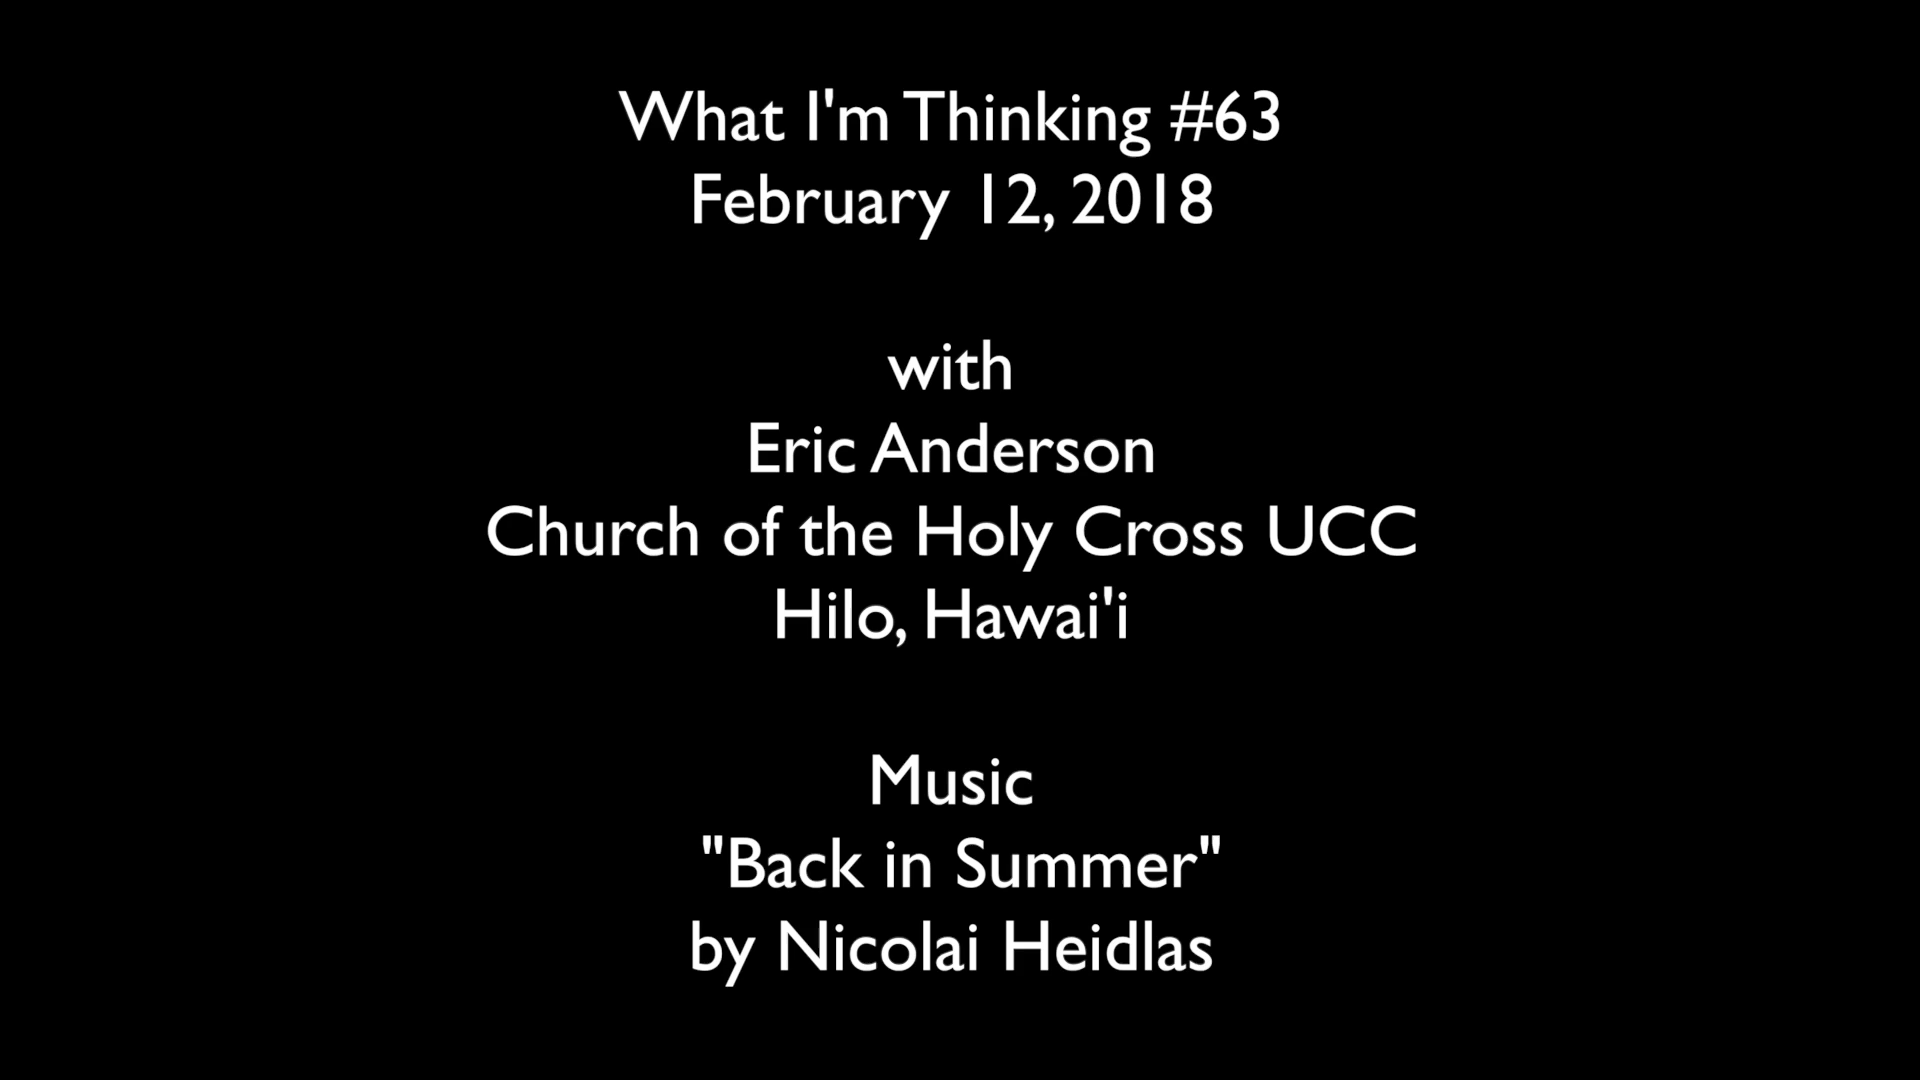 What I'm Thinking #63
February 12, 2018
with
Eric Anderson
Church of the Holy Cross UCC
Hilo, Hawai'i
Music
"Back in Summer"
by Nicolai Heidlas